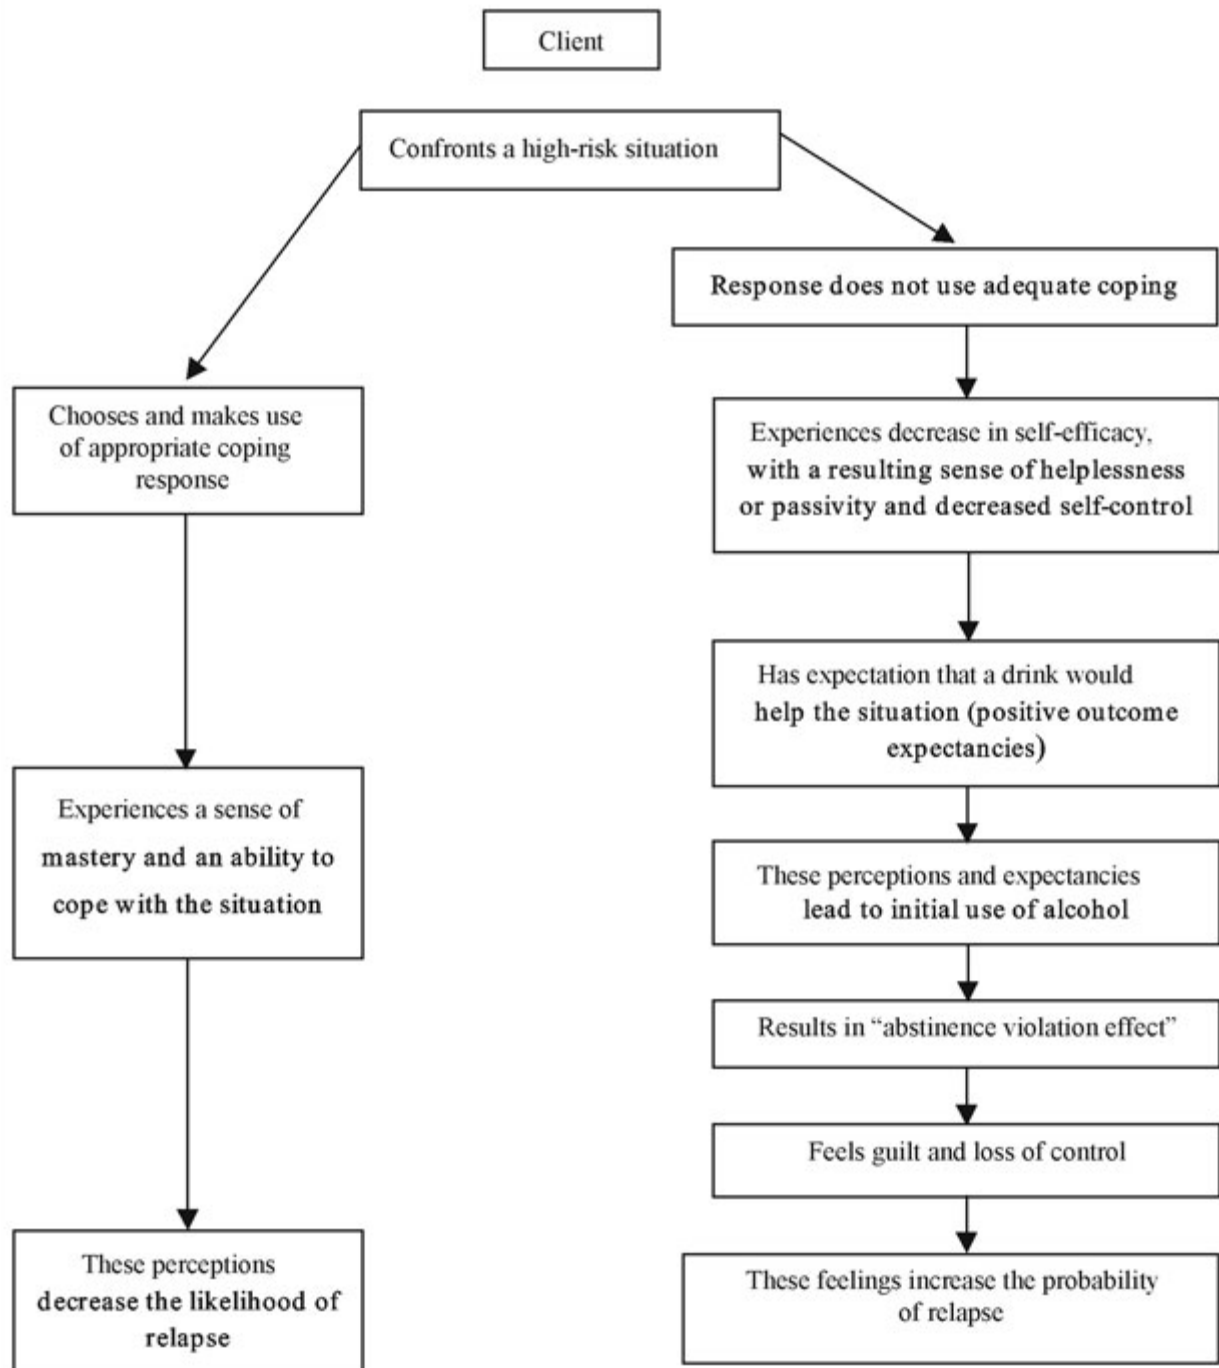 Client
Confronts a high-risk situation
Response does not use adequate coping
Chooses and makes use
of appropriate coping
response
Experiences decrease in self-efficacy,
with a resulting sense of helplessness
or passivity and decreased self-control
Has expectation that a drink would
help the situation (positive outcome
expectancies)
Experiences a sense of
mastery and an ability to
cope with the situation
These perceptions and expectancies
lead to initial use of alcohol
Results in “abstinence violation effect”
Feels guilt and loss of control
These perceptions
decrease the likelihood of
relapse
These feelings increase the probability
of relapse